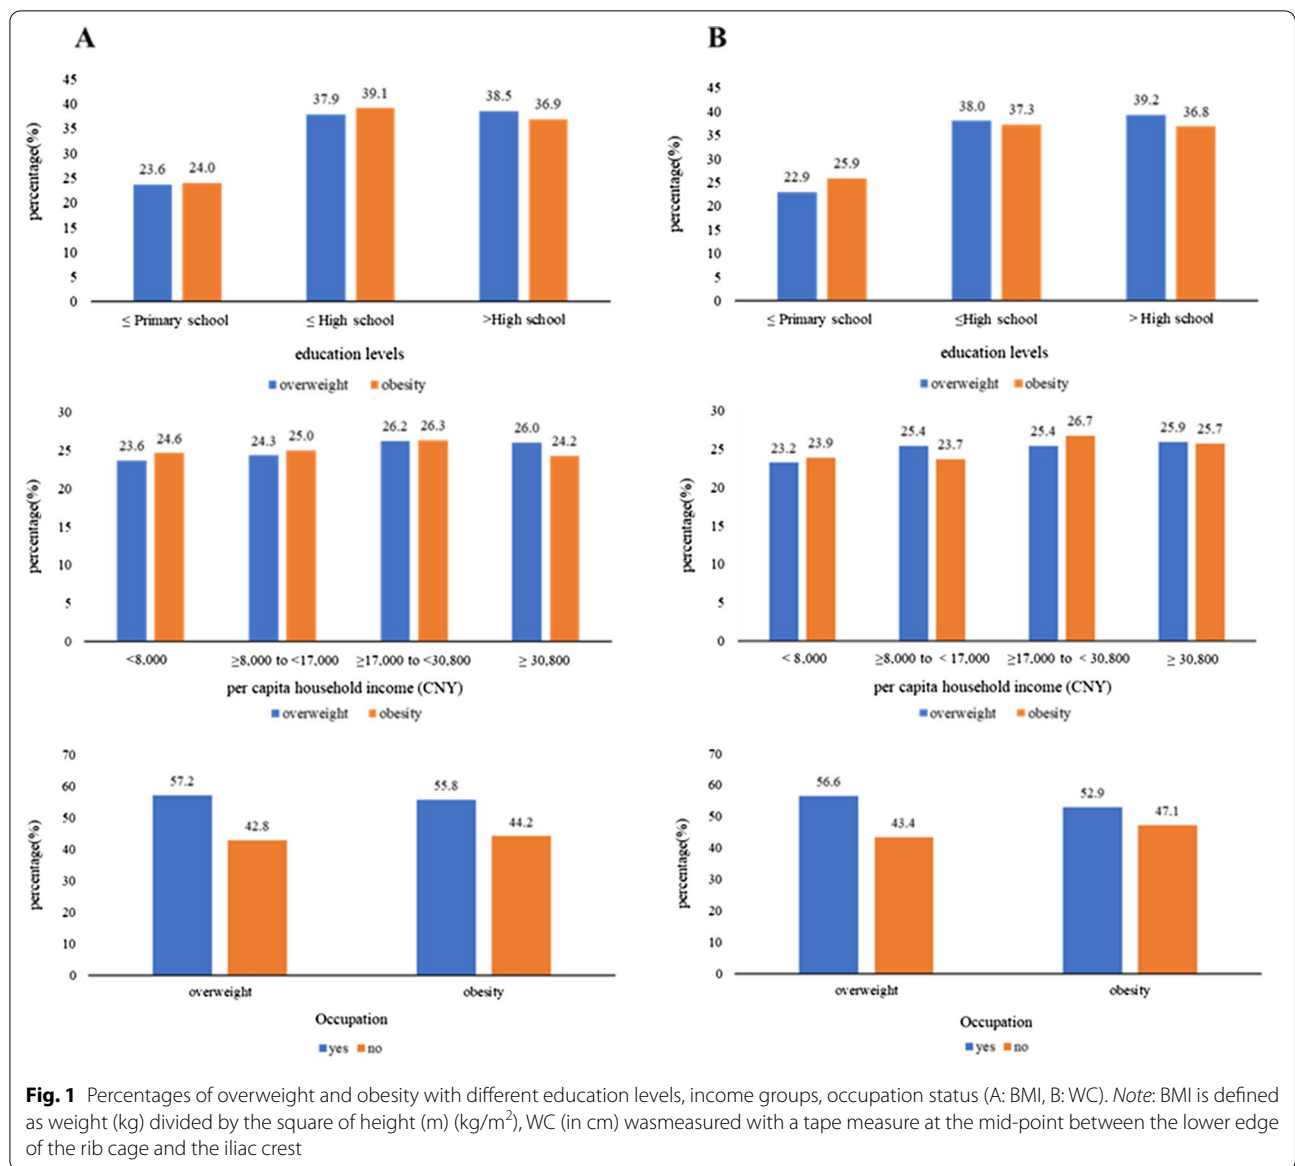 A
45
40
35
30
25
20
15
10
5
0
percentage(%)
23.6 24.0 37.9 39.1 38.5 36.9
≤ Primary school ≤ High school >High school
education levels
overweight obesity
30
25
20
15
10
5
0
percentage(%)
23.6 24.6 24.3 25.0 26.2 26.3 26.0 24.2
<8,000 ≥8,000 to <17,000 ≥17,000 to <30,800 ≥ 30,800
per capita household income (CNY)
overweight obesity
70
60
50
40
30
20
10
0
percentage(%)
57.2 42.8 55.8 44.2
overweight obesity
Occupation
yes no
B
45
40
35
30
25
20
15
10
5
0
percentage(%)
22.9 25.9 38.0 37.3 39.2 36.8
≤ Primary school ≤High school > High school
education levels
overweight obesity
30
25
20
15
10
5
0
percentage(%)
23.2 23.9 25.4 23.7 25.4 26.7 25.9 25.7
< 8,000 ≥8,000 to < 17,000 ≥17,000 to < 30,800 ≥ 30,800
per capita household income (CNY)
overweight obesity
70
60
50
40
30
20
10
0
percentage(%)
56.6 43.4 52.9 47.1
overweight obesity
Occupation
yes no
Fig. 1 Percentages of overweight and obesity with different education levels, income groups, occupation status (A: BMI, B: WC). Note: BMI is defined
as weight (kg) divided by the square of height (m) (kg/m²), WC (in cm) wasmeasured with a tape measure at the mid-point between the lower edge
of the rib cage and the iliac crest